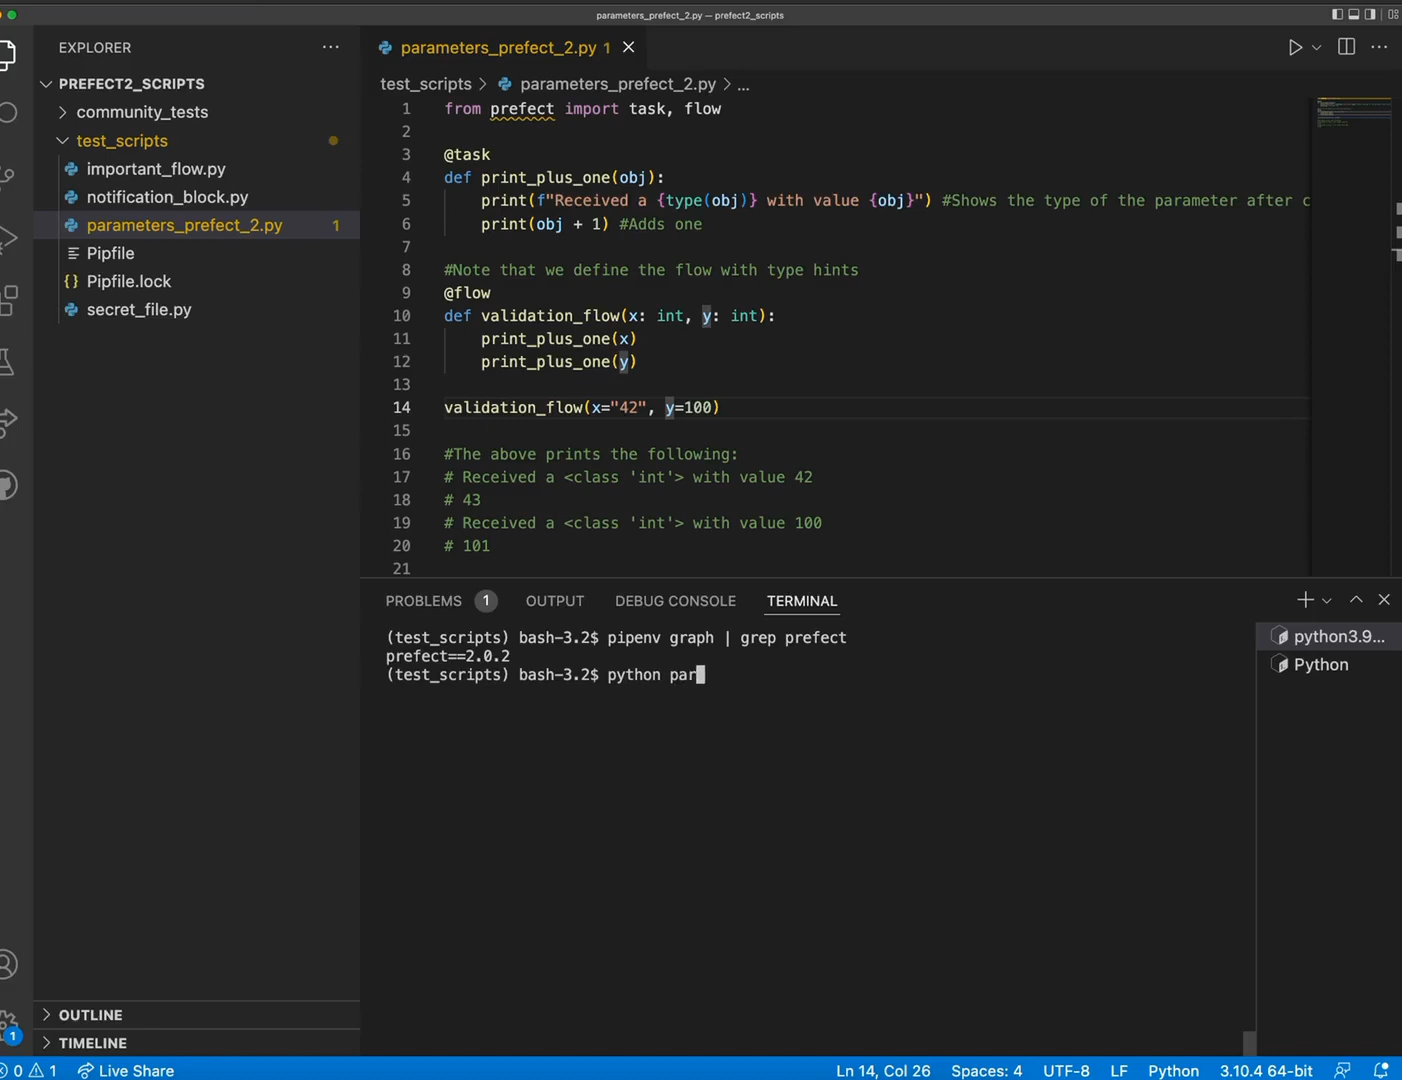 parameters_prefect_2.py — prefect2_scripts
EXPLORER
PREFECT2_SCRIPTS
community_tests
test_scripts
important_flow.py
notification_block.py
parameters_prefect_2.py 1
Pipfile
Pipfile.lock
secret_file.py
OUTLINE
TIMELINE
parameters_prefect_2.py 1
test_scripts > parameters_prefect_2.py > ...
1 from prefect import task, flow
2
3 @task
4 def print_plus_one(obj):
5 print(f"Received a {type(obj)} with value {obj}") #Shows the type of the parameter after c
6 print(obj + 1) #Adds one
7
8 #Note that we define the flow with type hints
9 @flow
10 def validation_flow(x: int, y: int):
11 print_plus_one(x)
12 print_plus_one(y)
13
14 validation_flow(x="42", y=100)
15
16 #The above prints the following:
17 # Received a <class 'int'> with value 42
18 # 43
19 # Received a <class 'int'> with value 100
20 # 101
21
PROBLEMS 1 OUTPUT DEBUG CONSOLE TERMINAL
(test_scripts) bash-3.2$ pipenv graph | grep prefect
prefect==2.0.2
(test_scripts) bash-3.2$ python par
python3.9...
Python
1
0 1 Live Share Ln 14, Col 26 Spaces: 4 UTF-8 LF Python 3.10.4 64-bit